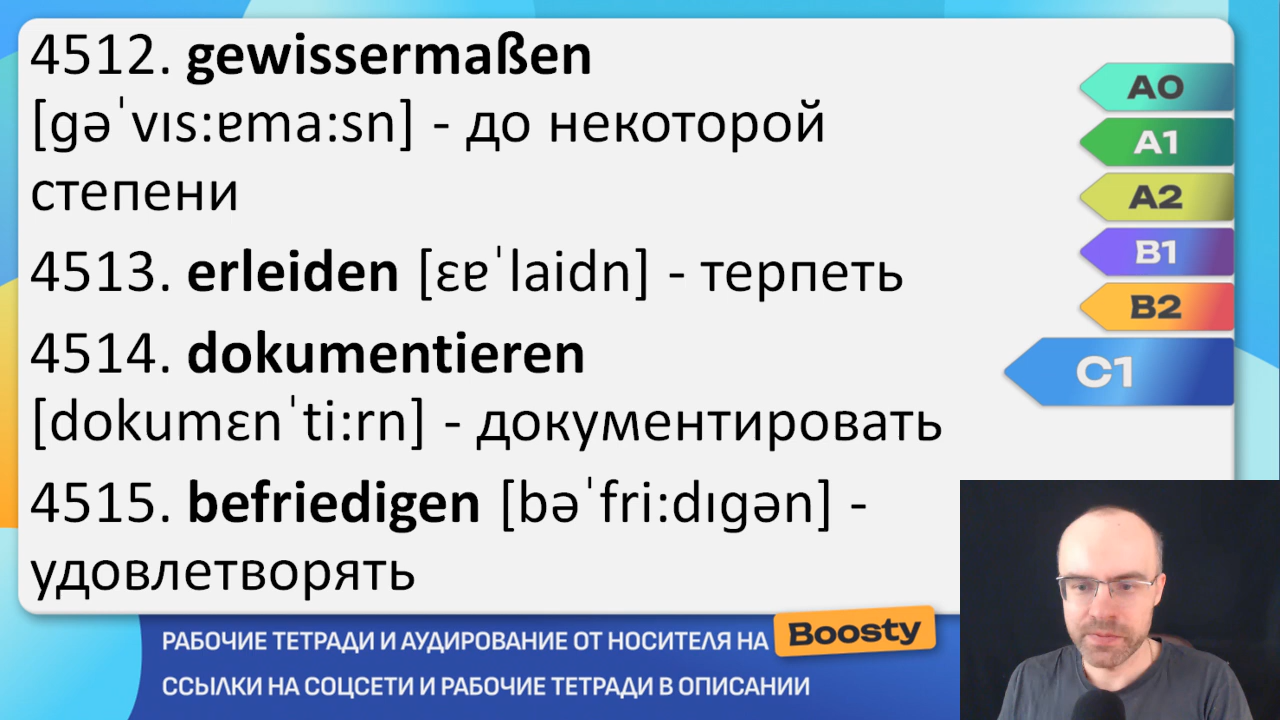 4512. gewissermaßen
[ɡəˈvɪs:ɐma:sn] - до некоторой
степени
4513. erleiden [ɛɐˈlaidn] - терпеть
4514. dokumentieren
[dokumɛnˈti:rn] - документировать
4515. befriedigen [bəˈfri:dɪɡən] -
удовлетворять
A0
A1
A2
B1
B2
C1
РАБОЧИЕ ТЕТРАДИ И АУДИРОВАНИЕ ОТ НОСИТЕЛЯ НА Boosty
ССЫЛКИ НА СОЦСЕТИ И РАБОЧИЕ ТЕТРАДИ В ОПИСАНИИ